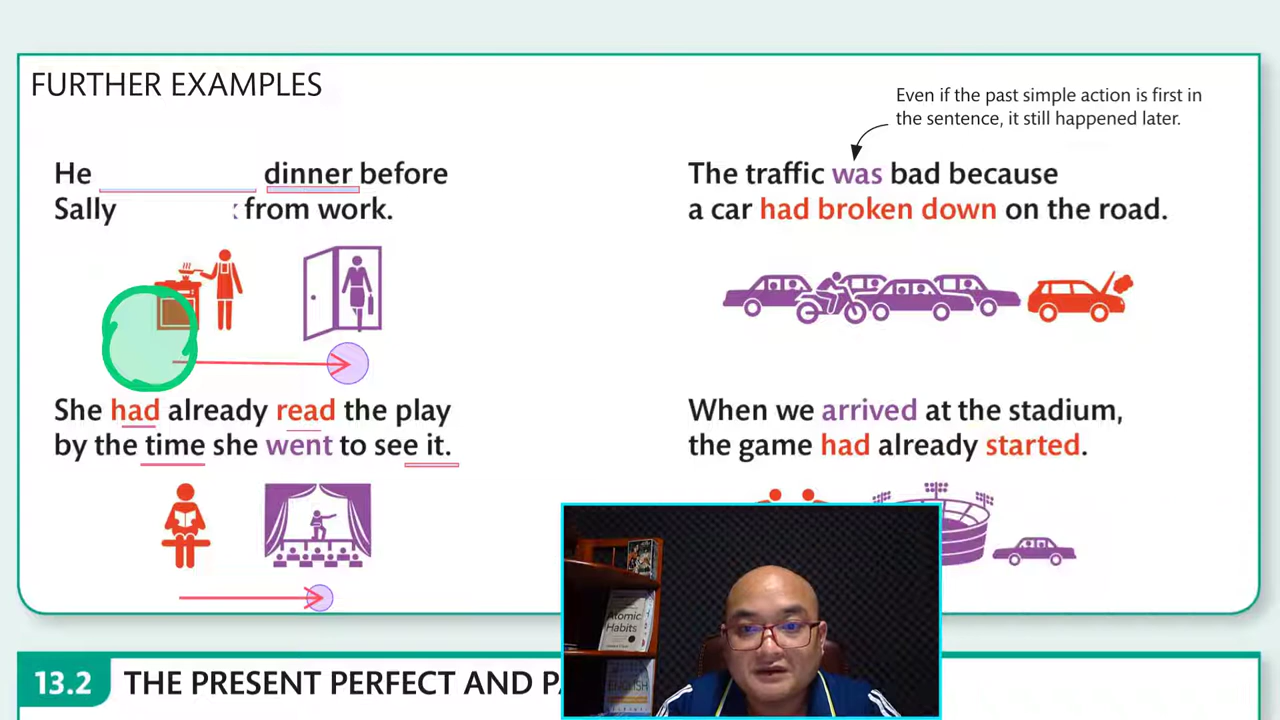 FURTHER EXAMPLES
Even if the past simple action is first in
the sentence, it still happened later.
He dinner before
Sally from work.
The traffic was bad because
a car had broken down on the road.
She had already read the play
by the time she went to see it.
When we arrived at the stadium,
the game had already started.
Atomic
Habits
ENGLISH
13.2 THE PRESENT PERFECT AND